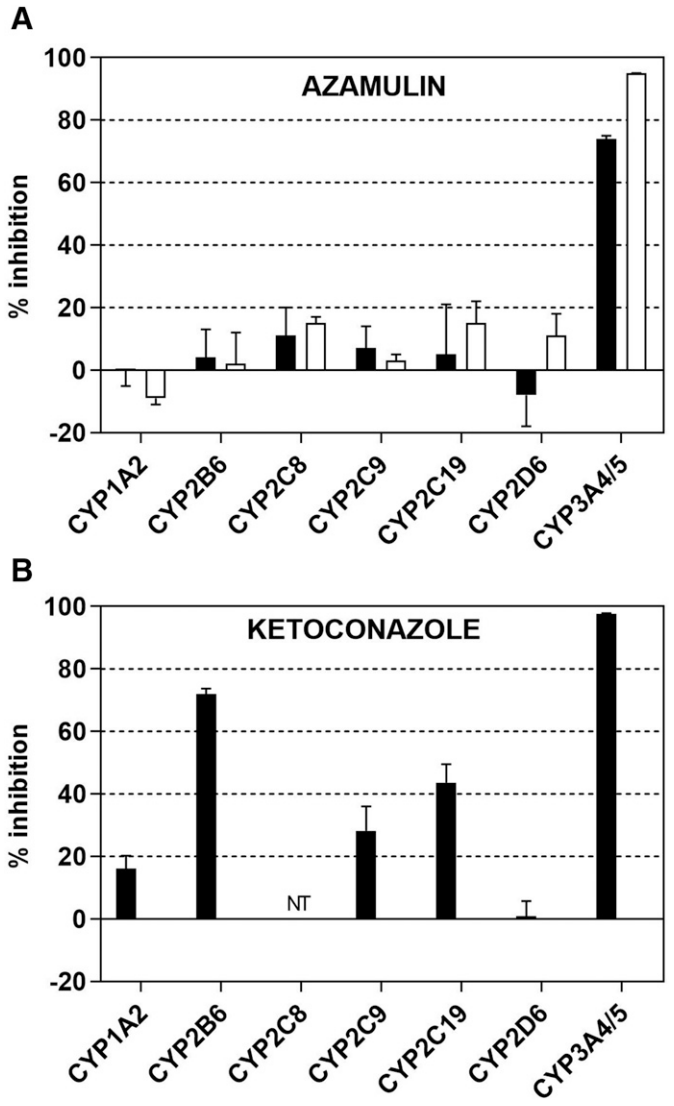 A
AZAMULIN
% inhibition
100
80
60
40
20
0
-20
CYP1A2
CYP2B6
CYP2C8
CYP2C9
CYP2C19
CYP2D6
CYP3A4/5
B
KETOCONAZOLE
% inhibition
100
80
60
40
20
0
-20
NT
CYP1A2
CYP2B6
CYP2C8
CYP2C9
CYP2C19
CYP2D6
CYP3A4/5